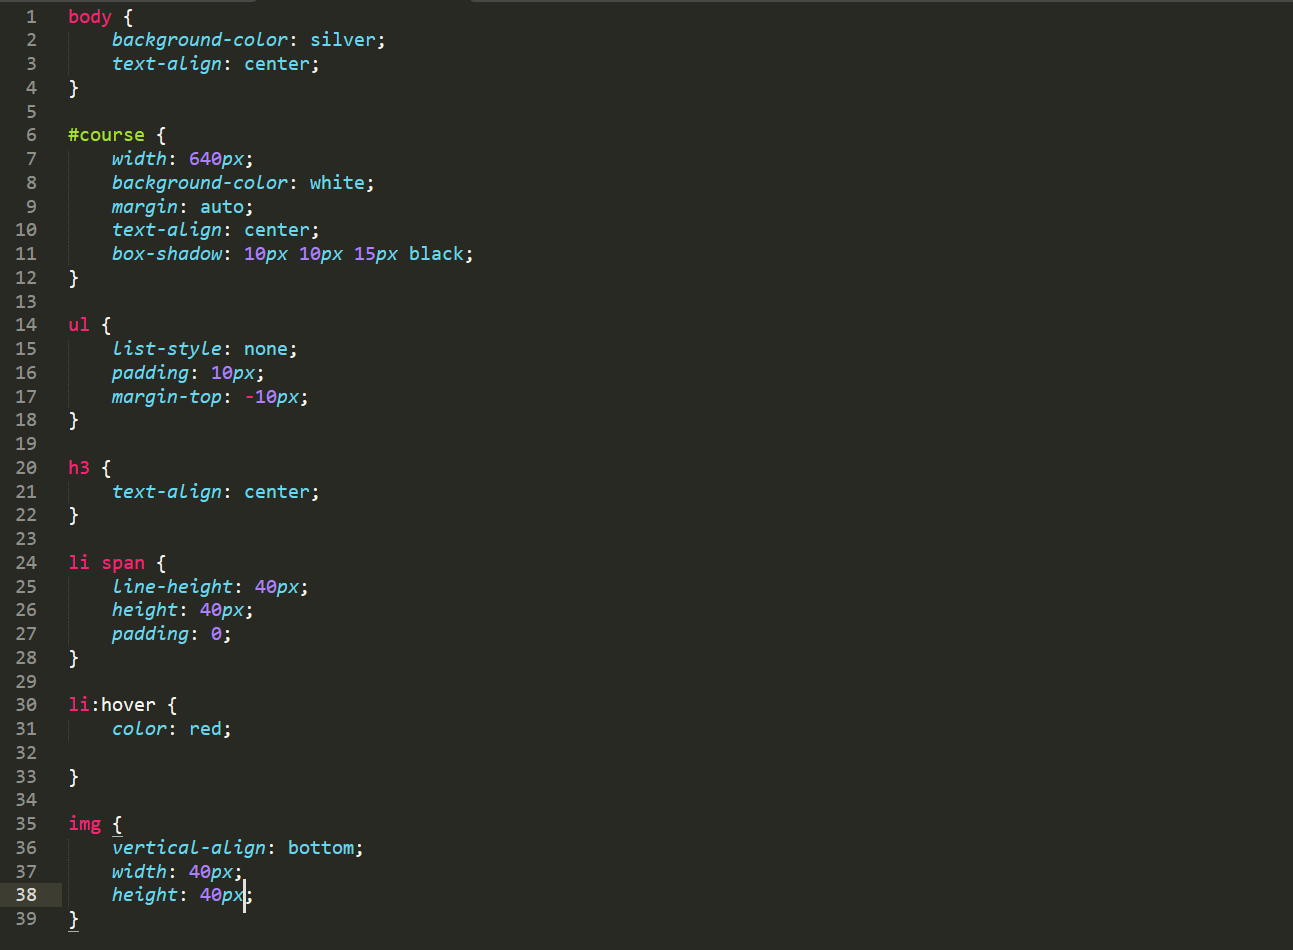 1 body {
2 background-color: silver;
3 text-align: center;
4 }
5
6 #course {
7 width: 640px;
8 background-color: white;
9 margin: auto;
10 text-align: center;
11 box-shadow: 10px 10px 15px black;
12 }
13
14 ul {
15 list-style: none;
16 padding: 10px;
17 margin-top: -10px;
18 }
19
20 h3 {
21 text-align: center;
22 }
23
24 li span {
25 line-height: 40px;
26 height: 40px;
27 padding: 0;
28 }
29
30 li:hover {
31 color: red;
32
33 }
34
35 img {
36 vertical-align: bottom;
37 width: 40px;
38 height: 40px;
39 }